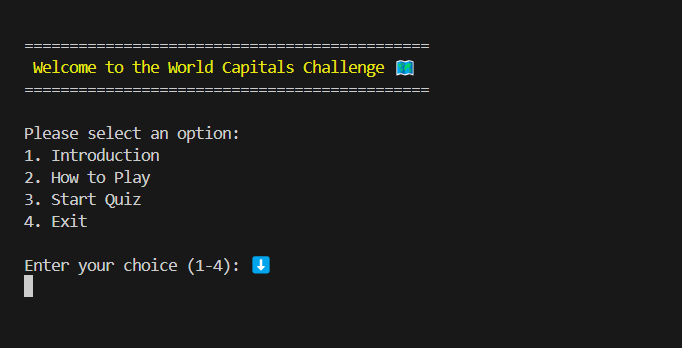 =============================================
Welcome to the World Capitals Challenge 🗺️
=============================================
Please select an option:
1. Introduction
2. How to Play
3. Start Quiz
4. Exit
Enter your choice (1-4): ⬇️